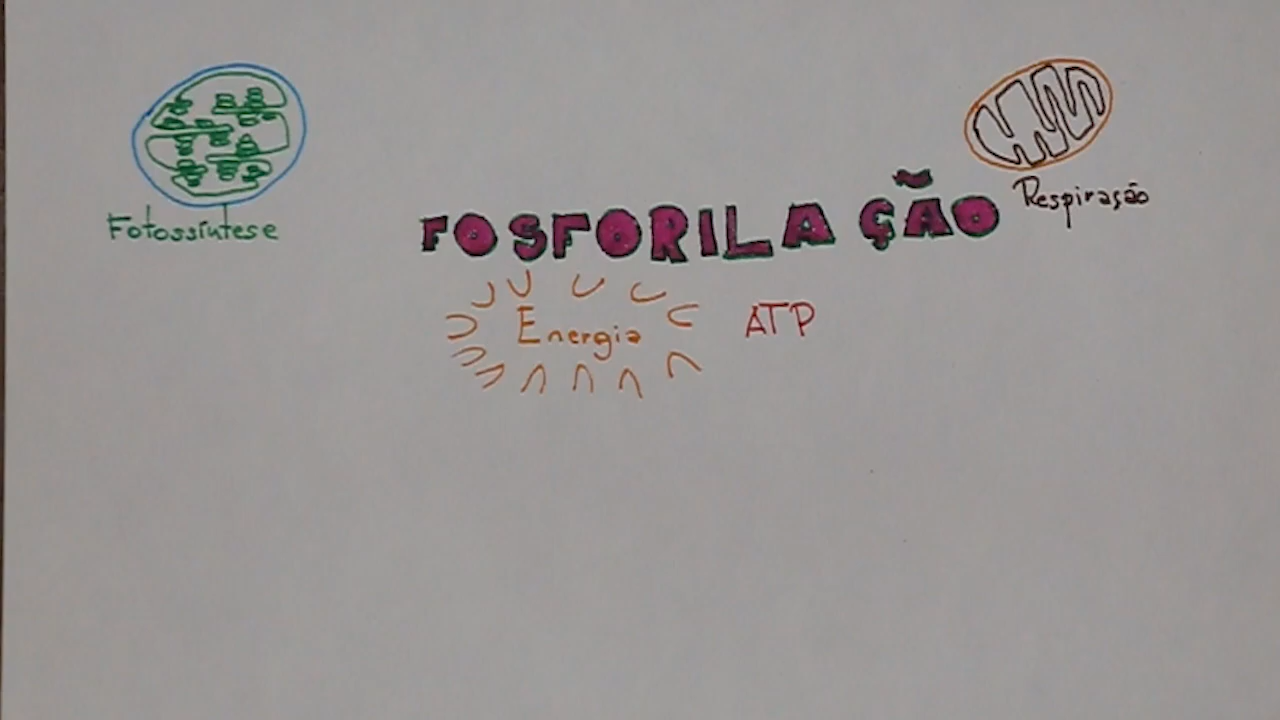 Fotossíntese
Respiração
FOSFORILAÇÃO
Energia
ATP